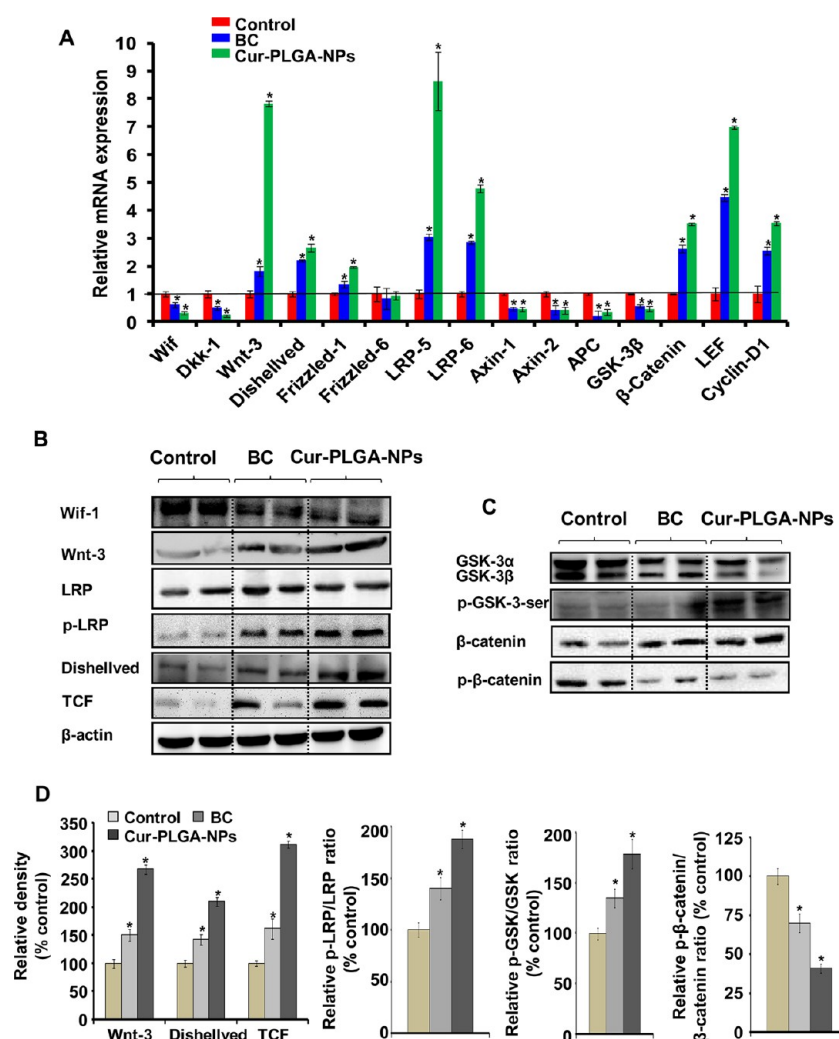 A
Control
BC
Cur-PLGA-NPs
Relative mRNA expression
10
9
8
7
6
5
4
3
2
1
0
* * * * * * * * * * * * * * * * * * * * * * * * * * * *
Wif
Dkk-1
Wnt-3
Dishellved
Frizzled-1
Frizzled-6
LRP-5
LRP-6
Axin-1
Axin-2
APC
GSK-3β
β-Catenin
LEF
Cyclin-D1
B
Control BC Cur-PLGA-NPs
Wif-1
Wnt-3
LRP
p-LRP
Dishellved
TCF
β-actin
C
Control BC Cur-PLGA-NPs
GSK-3α
GSK-3β
p-GSK-3-ser
β-catenin
p-β-catenin
D
Control BC
Cur-PLGA-NPs
Relative density
(% control)
350
300
250
200
150
100
50
0
* * * * * *
Wnt-3 Dishellved TCF
Relative p-LRP/LRP ratio
(% control)
200
150
100
50
0
* *
Relative p-GSK/GSK ratio
(% control)
200
150
100
50
0
* *
Relative p-β-catenin/
β-catenin ratio (% control)
125
100
75
50
25
0
* *